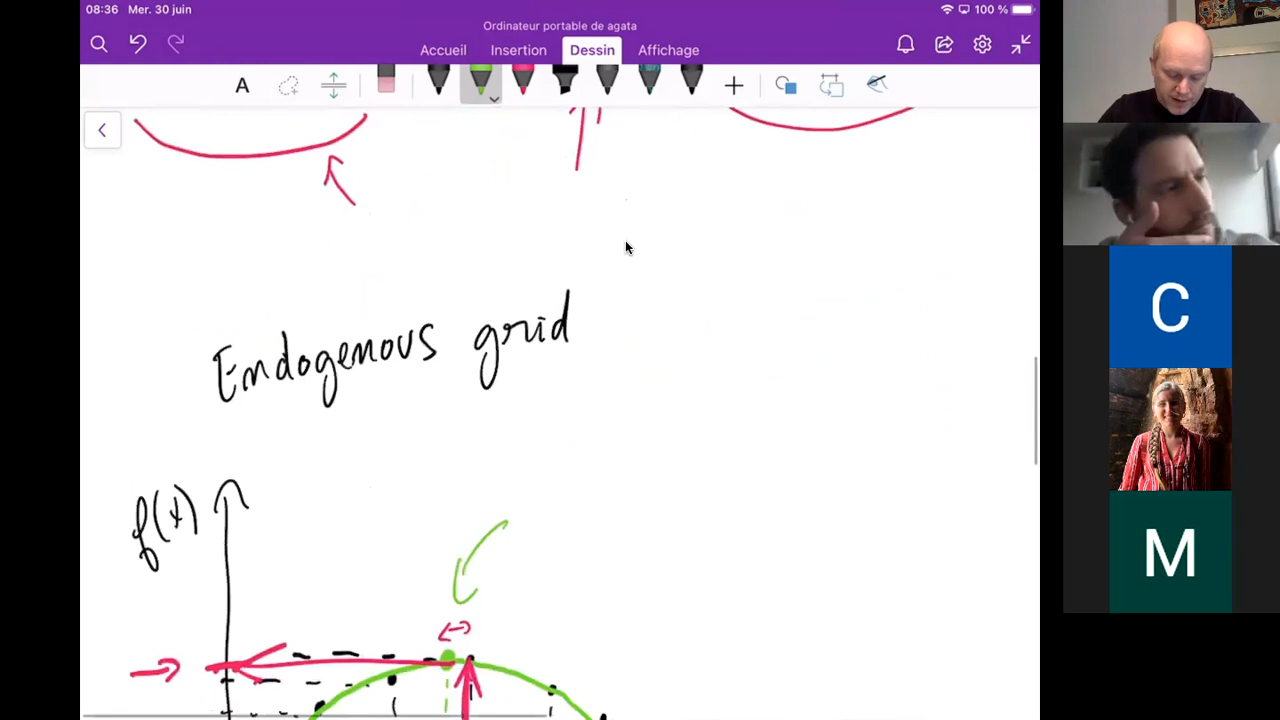 08:36 Mer. 30 juin
100 %
Ordinateur portable de agata
Accueil Insertion Dessin Affichage
A
Endogenous grid
f(x)
C
M